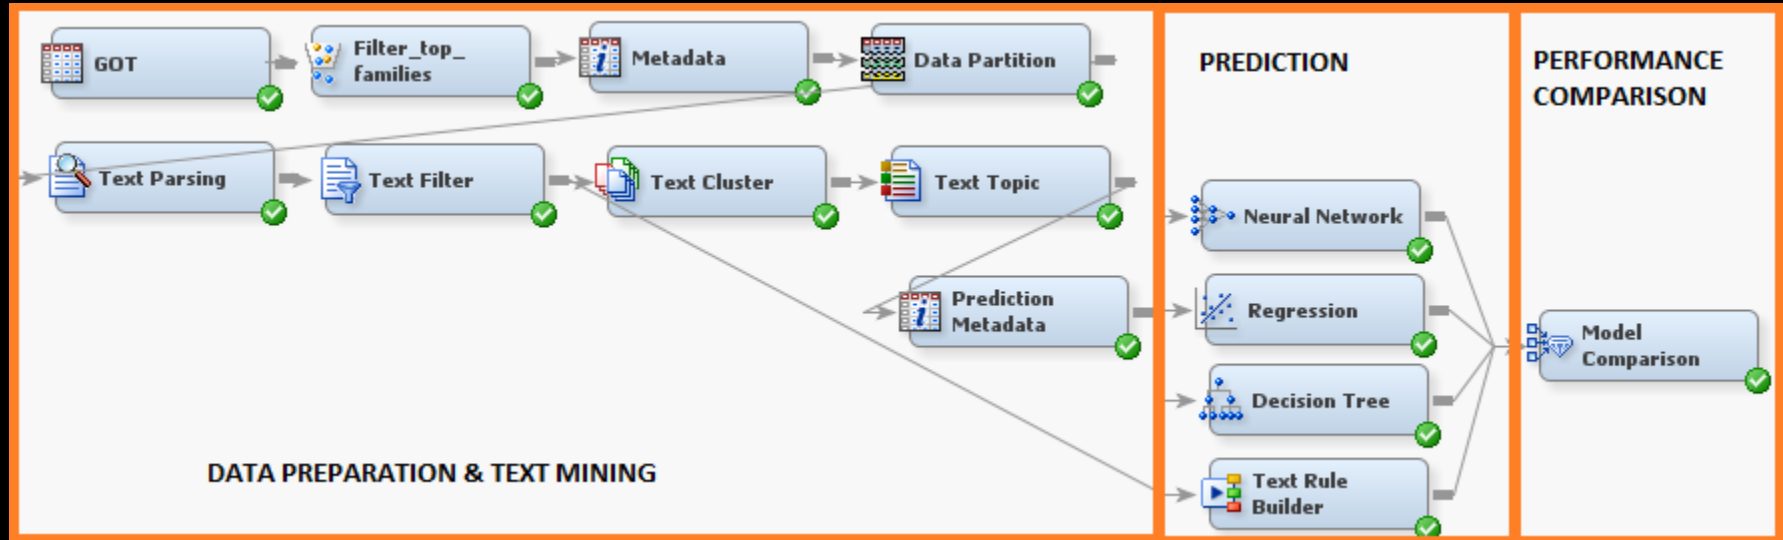 GOT
Filter_top_
families
Metadata
Data Partition
Text Parsing
Text Filter
Text Cluster
Text Topic
Prediction
Metadata
DATA PREPARATION & TEXT MINING
PREDICTION
Neural Network
Regression
Decision Tree
Text Rule
Builder
PERFORMANCE
COMPARISON
Model
Comparison